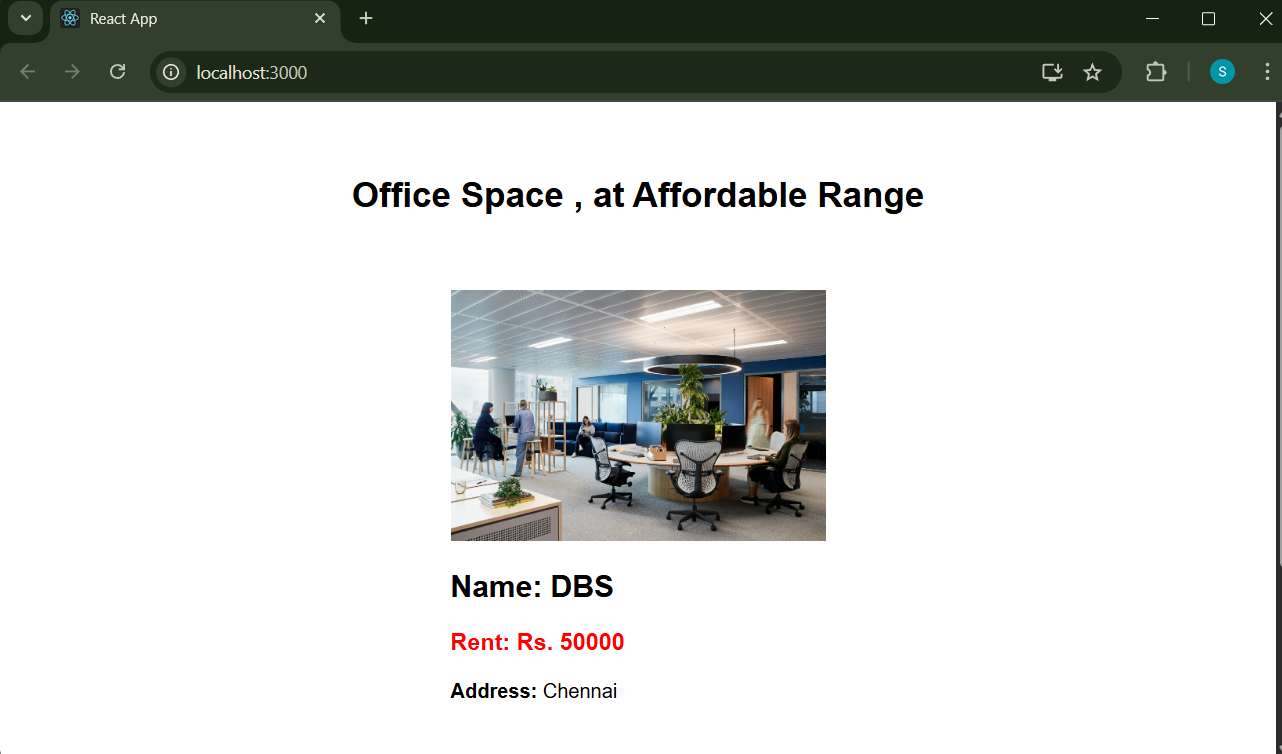 React App
localhost:3000
S
Office Space , at Affordable Range
Name: DBS
Rent: Rs. 50000
Address: Chennai